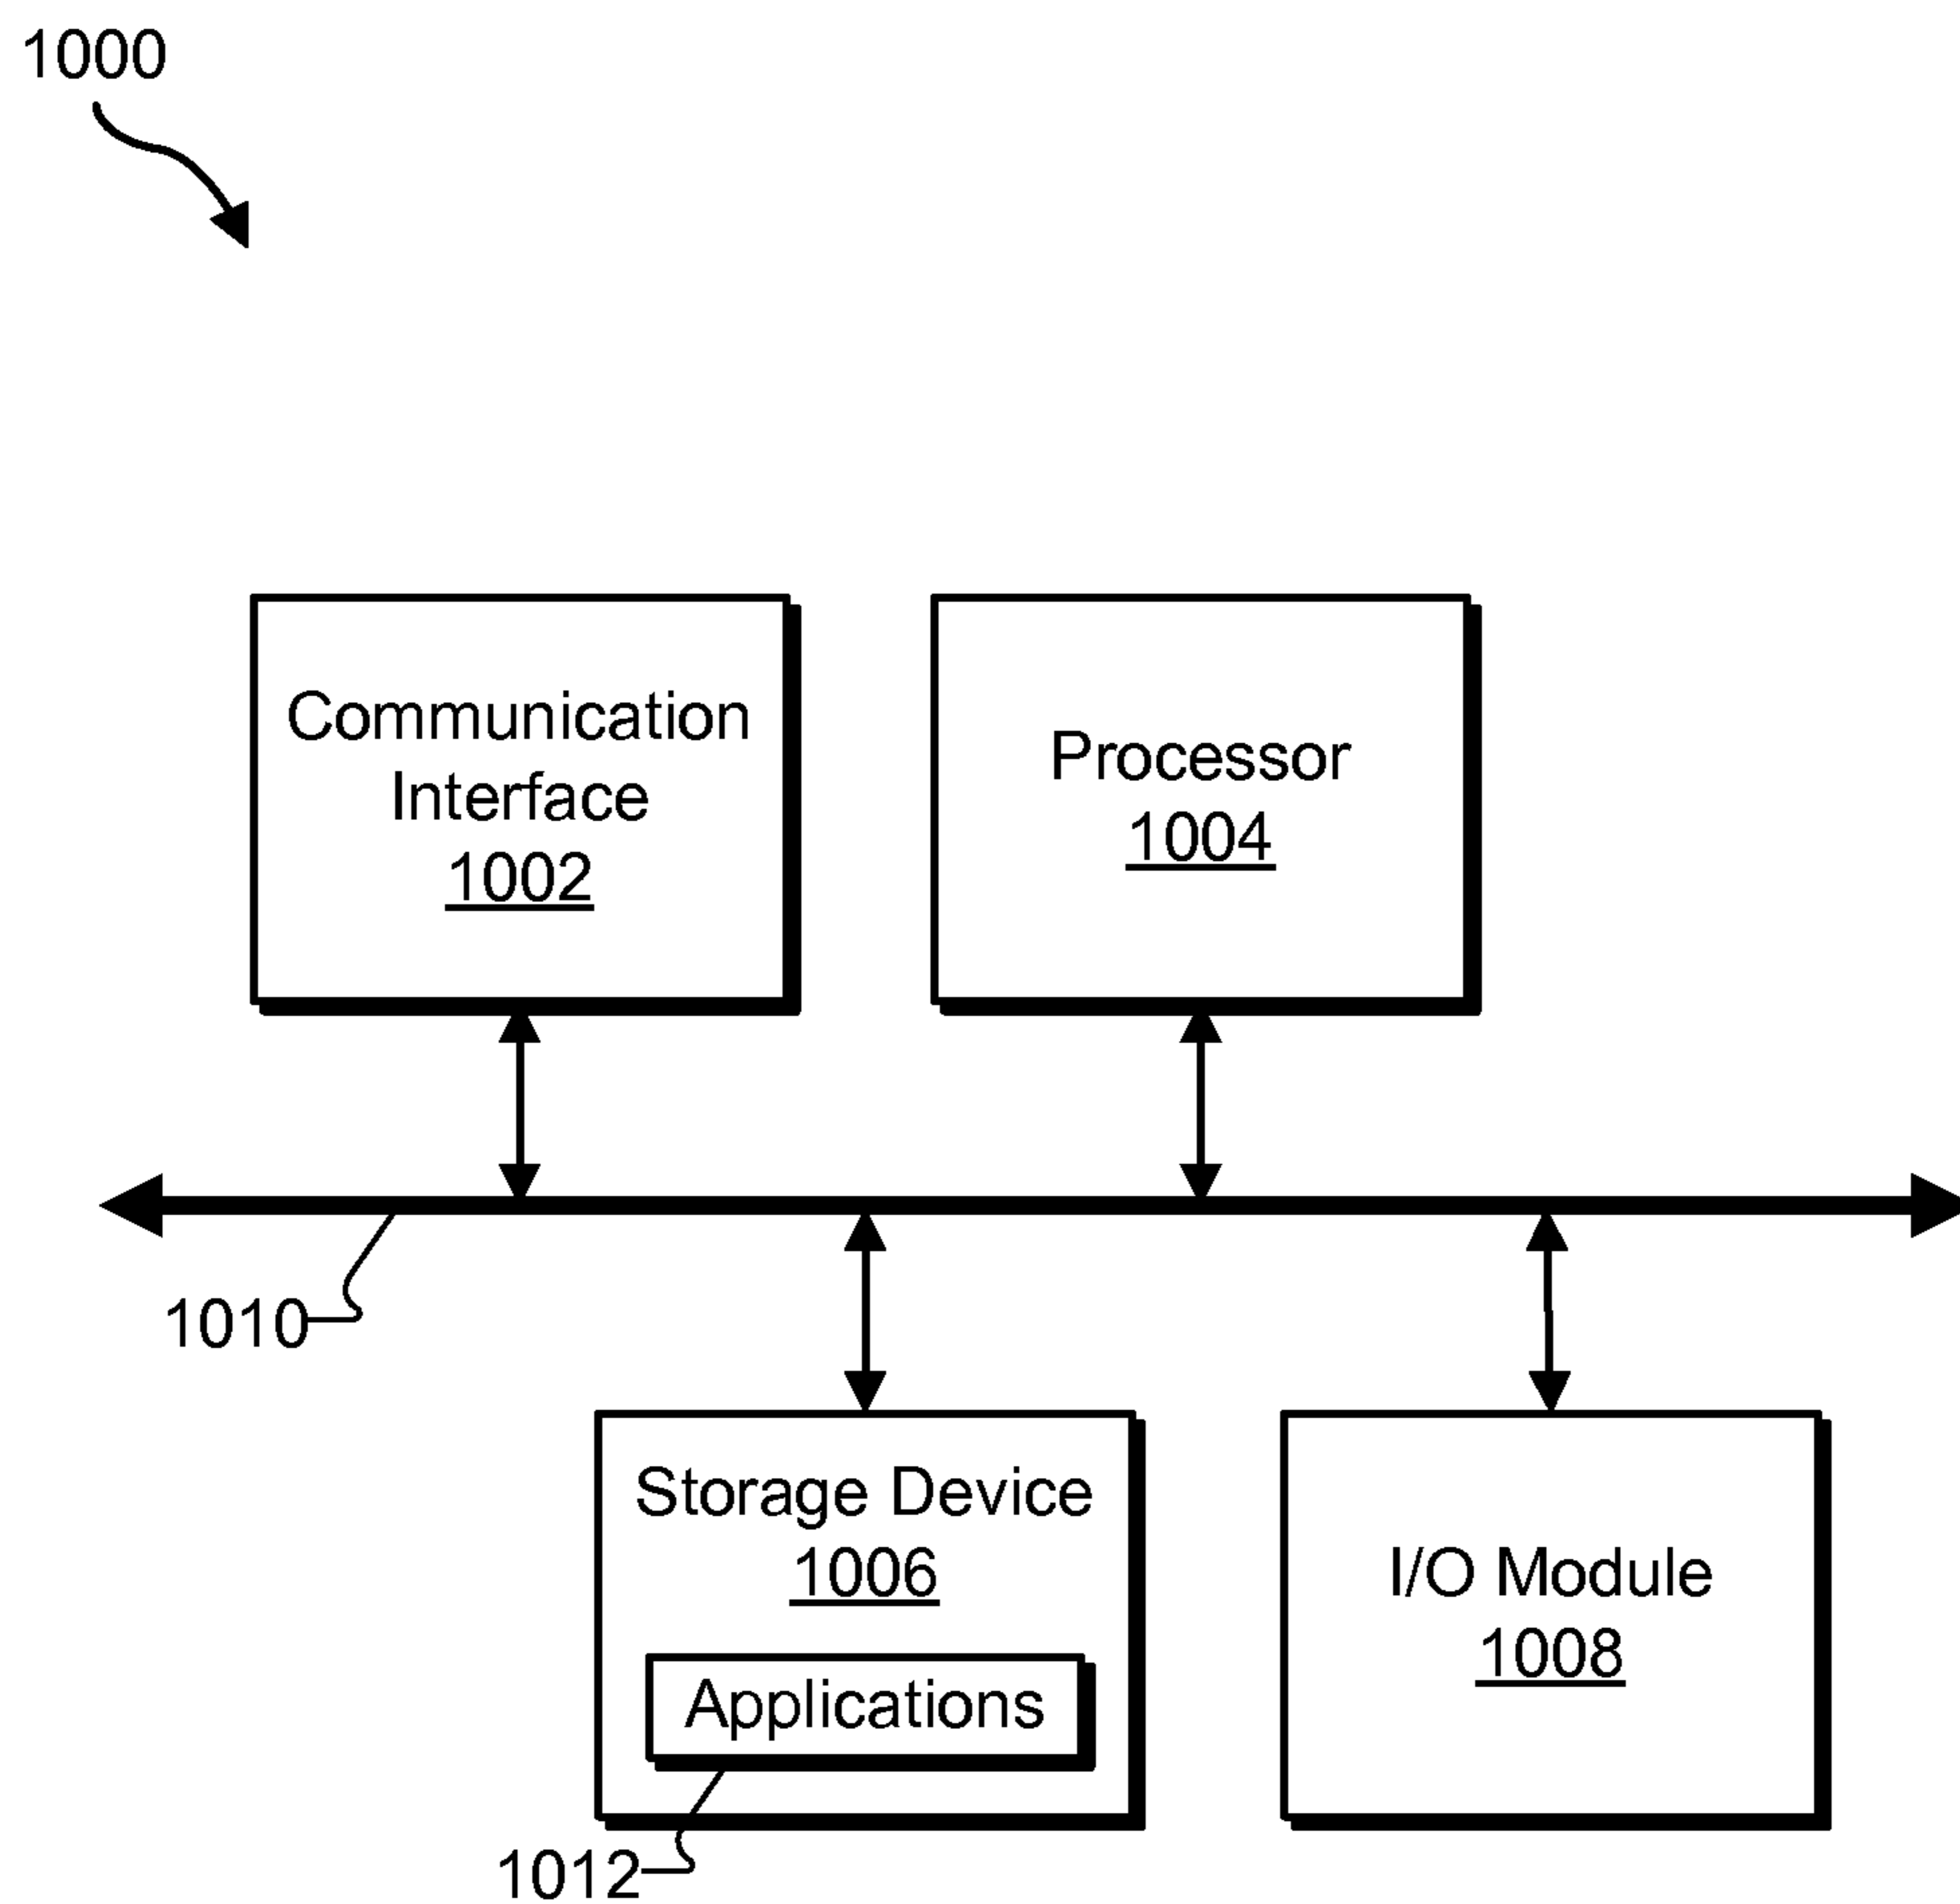 1000
Communication
Interface
1002
Processor
1004
1010
Storage Device
1006
Applications
1012
I/O Module
1008